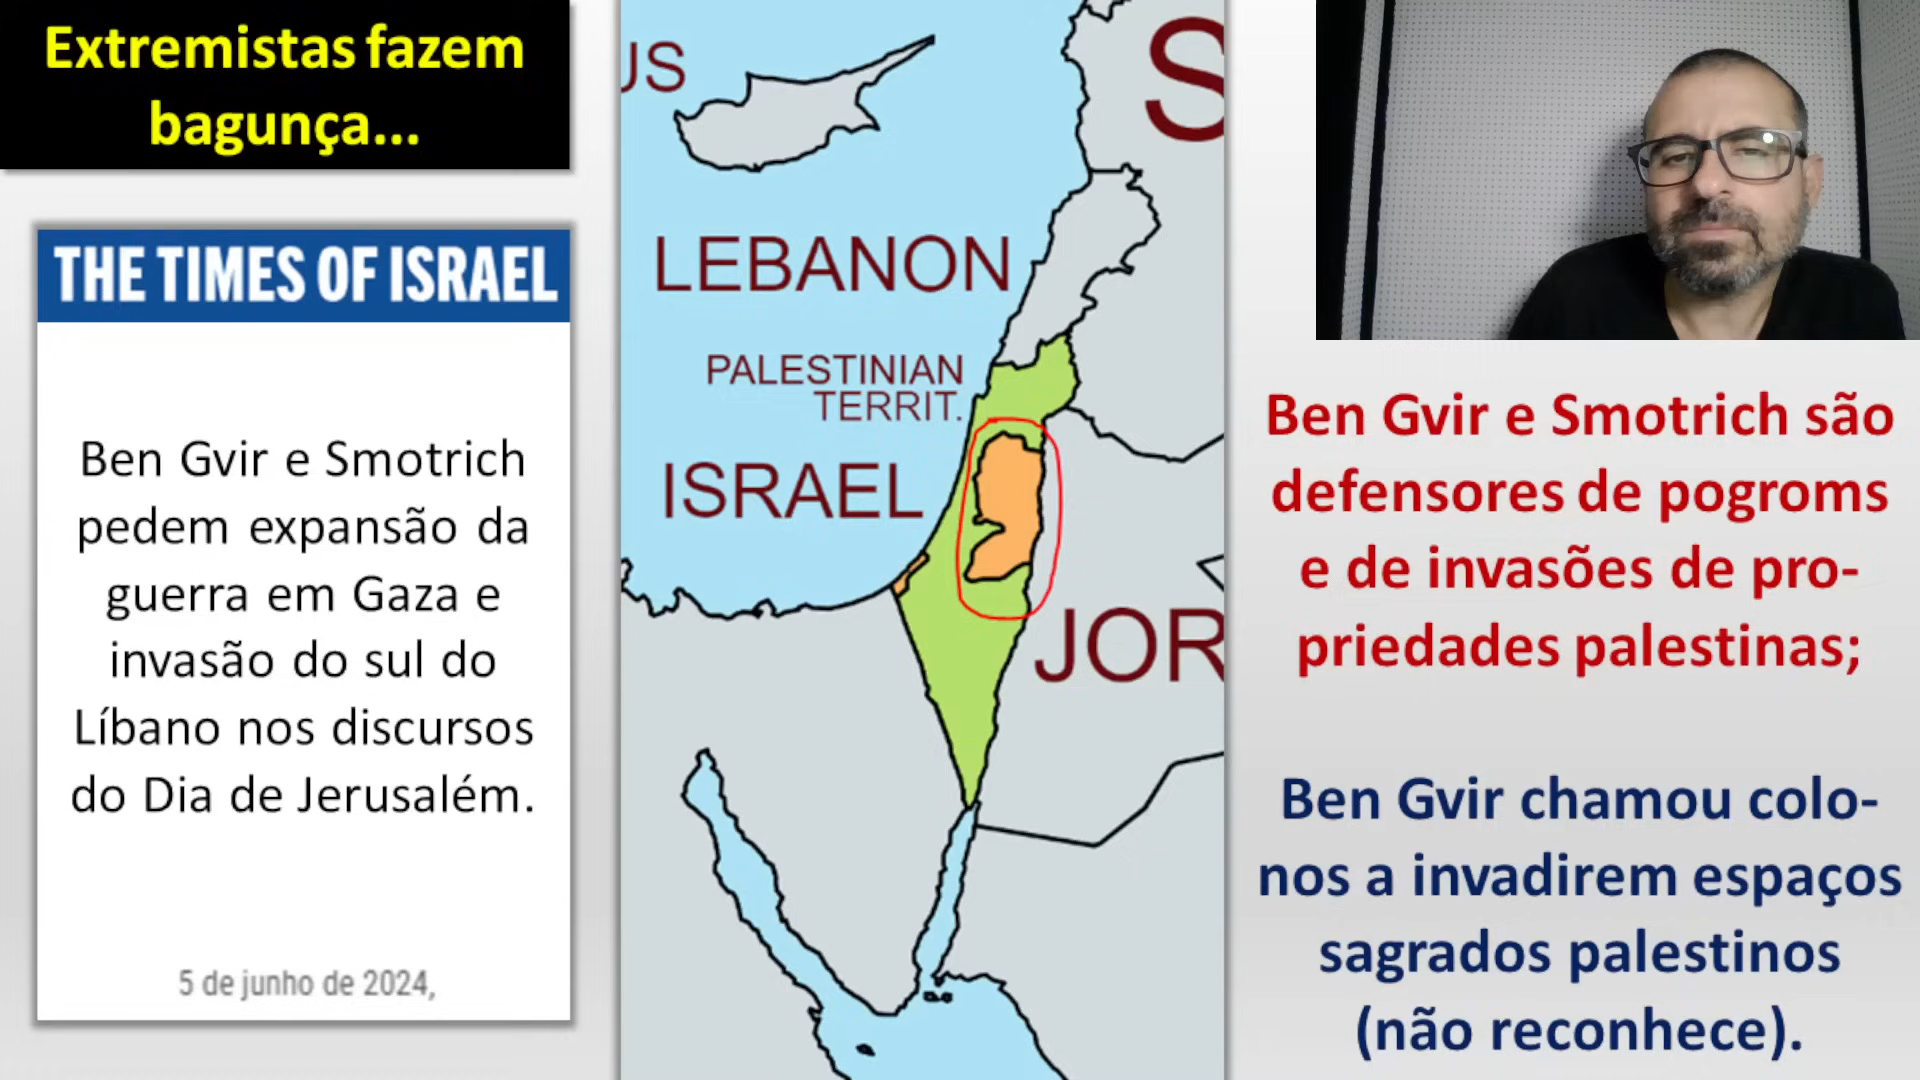 Extremistas fazem
bagunça...
THE TIMES OF ISRAEL
Ben Gvir e Smotrich
pedem expansão da
guerra em Gaza e
invasão do sul do
Líbano nos discursos
do Dia de Jerusalém.
5 de junho de 2024,
US
S
LEBANON
PALESTINIAN
TERRIT.
ISRAEL
JOR
Ben Gvir e Smotrich são
defensores de pogroms
e de invasões de pro-
priedades palestinas;
Ben Gvir chamou colo-
nos a invadirem espaços
sagrados palestinos
(não reconhece).